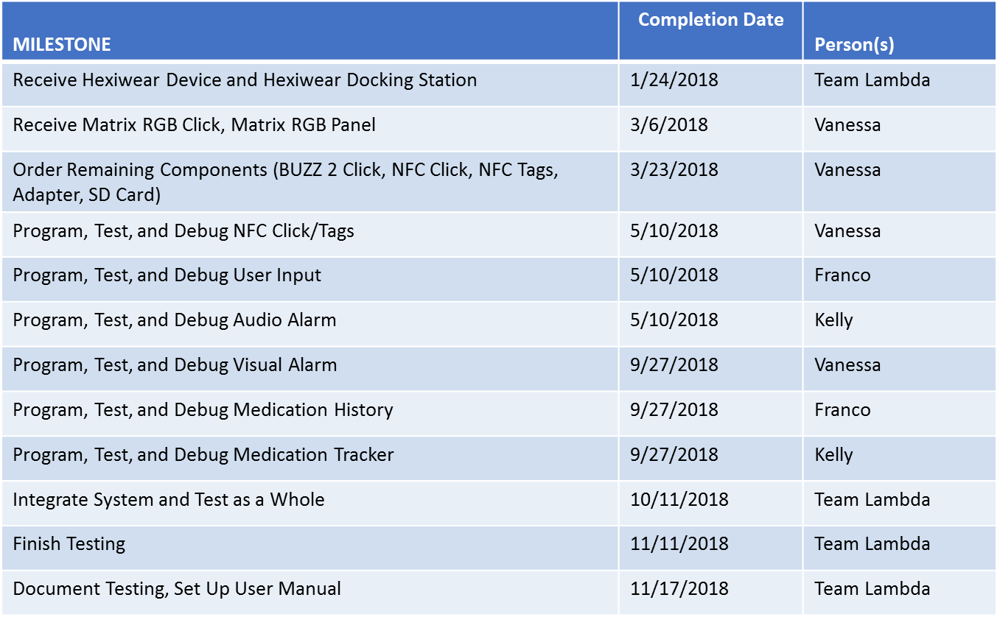 MILESTONE Completion Date Person(s)
Receive Hexiwear Device and Hexiwear Docking Station 1/24/2018 Team Lambda
Receive Matrix RGB Click, Matrix RGB Panel 3/6/2018 Vanessa
Order Remaining Components (BUZZ 2 Click, NFC Click, NFC Tags, 3/23/2018 Vanessa
Adapter, SD Card)
Program, Test, and Debug NFC Click/Tags 5/10/2018 Vanessa
Program, Test, and Debug User Input 5/10/2018 Franco
Program, Test, and Debug Audio Alarm 5/10/2018 Kelly
Program, Test, and Debug Visual Alarm 9/27/2018 Vanessa
Program, Test, and Debug Medication History 9/27/2018 Franco
Program, Test, and Debug Medication Tracker 9/27/2018 Kelly
Integrate System and Test as a Whole 10/11/2018 Team Lambda
Finish Testing 11/11/2018 Team Lambda
Document Testing, Set Up User Manual 11/17/2018 Team Lambda